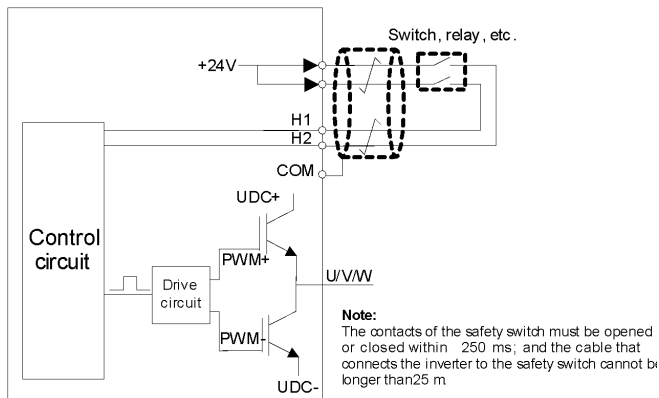 Switch, relay, etc.
+24V
H1
H2
COM
UDC+
Control
circuit
PWM+
U/V/W
Drive
circuit
PWM-
UDC-
Note:
The contacts of the safety switch must be opened
or closed within 250 ms; and the cable that
connects the inverter to the safety switch cannot be
longer than25 m